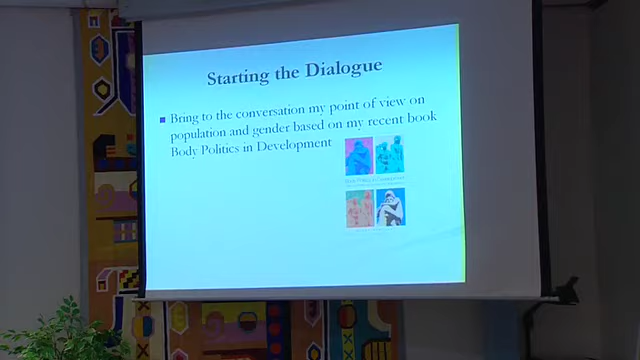 Starting the Dialogue
Bring to the conversation my point of view on
population and gender based on my recent book
Body Politics in Development